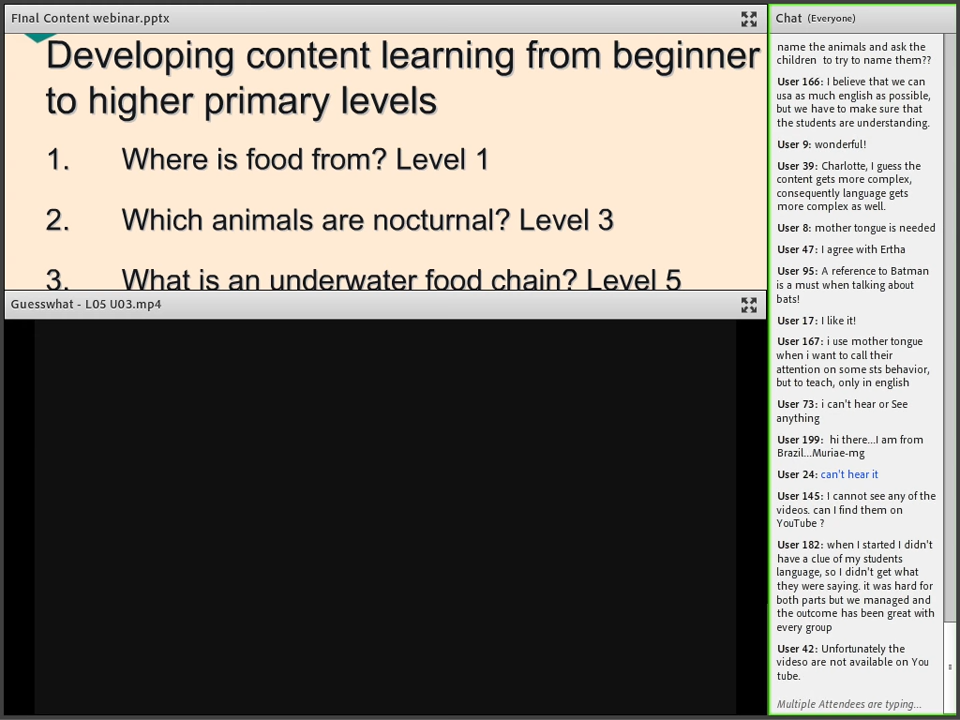 FInal Content webinar.pptx
Developing content learning from beginner
to higher primary levels
1. Where is food from? Level 1
2. Which animals are nocturnal? Level 3
3. What is an underwater food chain? Level 5
Guesswhat - L05 U03.mp4
Chat (Everyone)
name the animals and ask the
children to try to name them??
User 166: I believe that we can
usa as much english as possible,
but we have to make sure that
the students are understanding.
User 9: wonderful!
User 39: Charlotte, I guess the
content gets more complex,
consequently language gets
more complex as well.
User 8: mother tongue is needed
User 47: I agree with Ertha
User 95: A reference to Batman
is a must when talking about
bats!
User 17: I like it!
User 167: i use mother tongue
when i want to call their
attention on some sts behavior,
but to teach, only in english
User 73: i can't hear or See
anything
User 199: hi there...I am from
Brazil...Muriae-mg
User 24: can't hear it
User 145: I cannot see any of the
videos. can I find them on
YouTube ?
User 182: when I started I didn't
have a clue of my students
language, so I didn't get what
they were saying. it was hard for
both parts but we managed and
the outcome has been great with
every group
User 42: Unfortunately the
videso are not available on You
tube.
Multiple Attendees are typing...